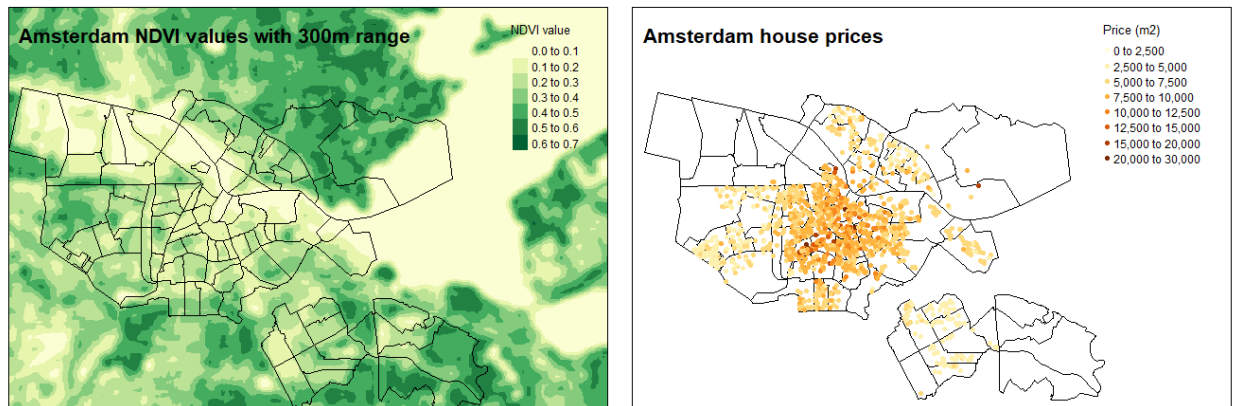 Amsterdam NDVI values with 300m range
NDVI value
0.0 to 0.1
0.1 to 0.2
0.2 to 0.3
0.3 to 0.4
0.4 to 0.5
0.5 to 0.6
0.6 to 0.7
Amsterdam house prices
Price (m2)
0 to 2,500
2,500 to 5,000
5,000 to 7,500
7,500 to 10,000
10,000 to 12,500
12,500 to 15,000
15,000 to 20,000
20,000 to 30,000